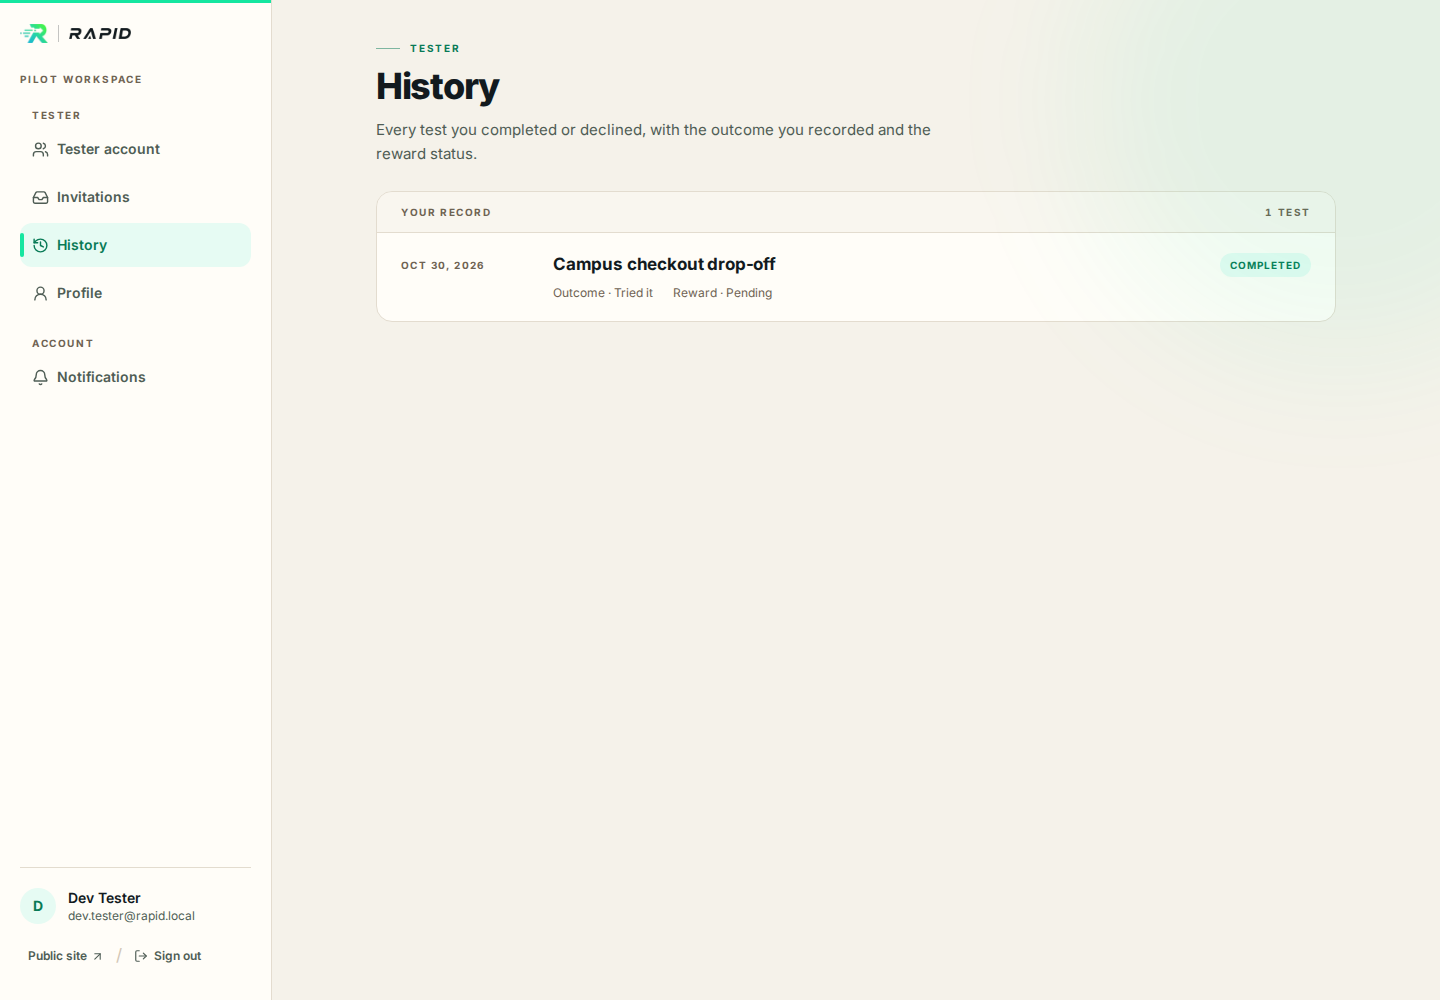 RAPID
PILOT WORKSPACE
TESTER
Tester account
Invitations
History
Profile
ACCOUNT
Notifications
D
Dev Tester
dev.tester@rapid.local
Public site
/
Sign out
TESTER
History
Every test you completed or declined, with the outcome you recorded and the
reward status.
YOUR RECORD
1 TEST
OCT 30, 2026
Campus checkout drop-off
COMPLETED
Outcome · Tried it
Reward · Pending